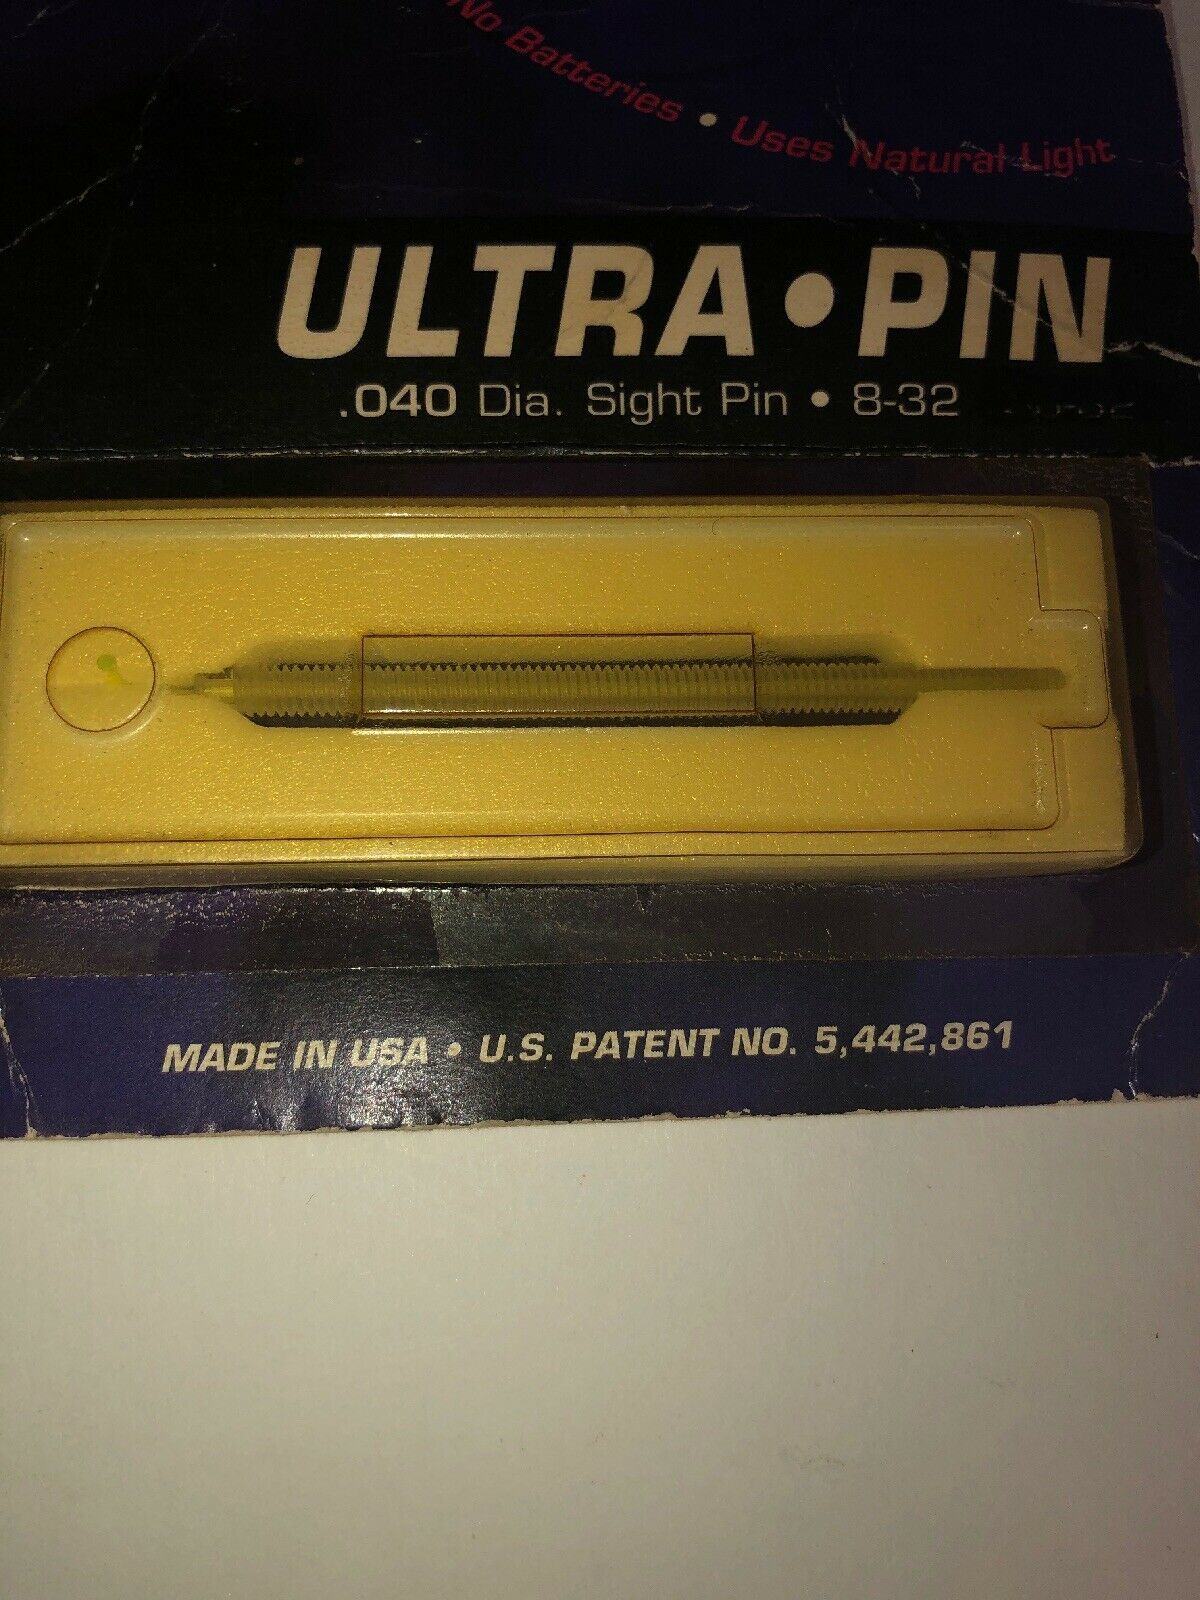 No Batteries • Uses Natural Light
ULTRA•PIN
.040 Dia. Sight Pin • 8-32
MADE IN USA • U.S. PATENT NO. 5,442,861